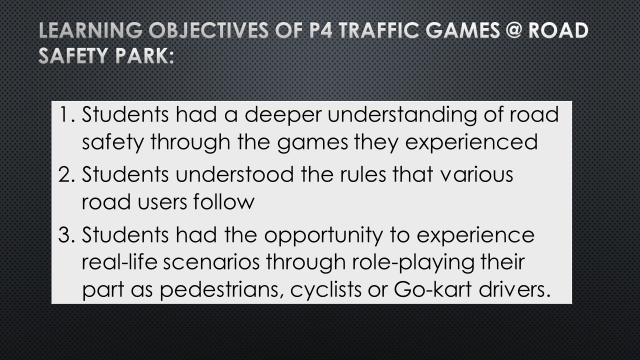 LEARNING OBJECTIVES OF P4 TRAFFIC GAMES @ ROAD
SAFETY PARK:
1. Students had a deeper understanding of road
safety through the games they experienced
2. Students understood the rules that various
road users follow
3. Students had the opportunity to experience
real-life scenarios through role-playing their
part as pedestrians, cyclists or Go-kart drivers.